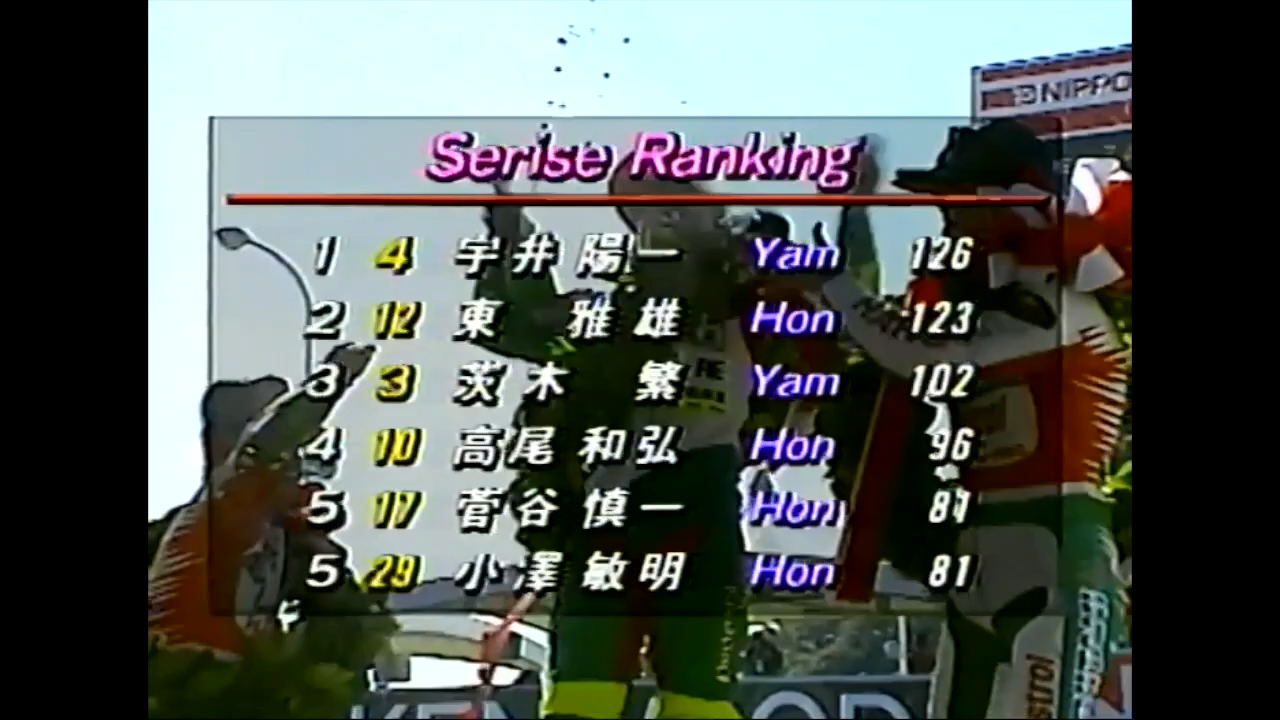 Serise Ranking
1 4 宇井 陽一 Yam 126
2 12 東 雅雄 Hon 123
3 3 茨木 繁 Yam 102
4 10 高尾 和弘 Hon 96
5 17 菅谷 慎一 Hon 81
5 29 小澤 敏明 Hon 81
NIPPO
strol